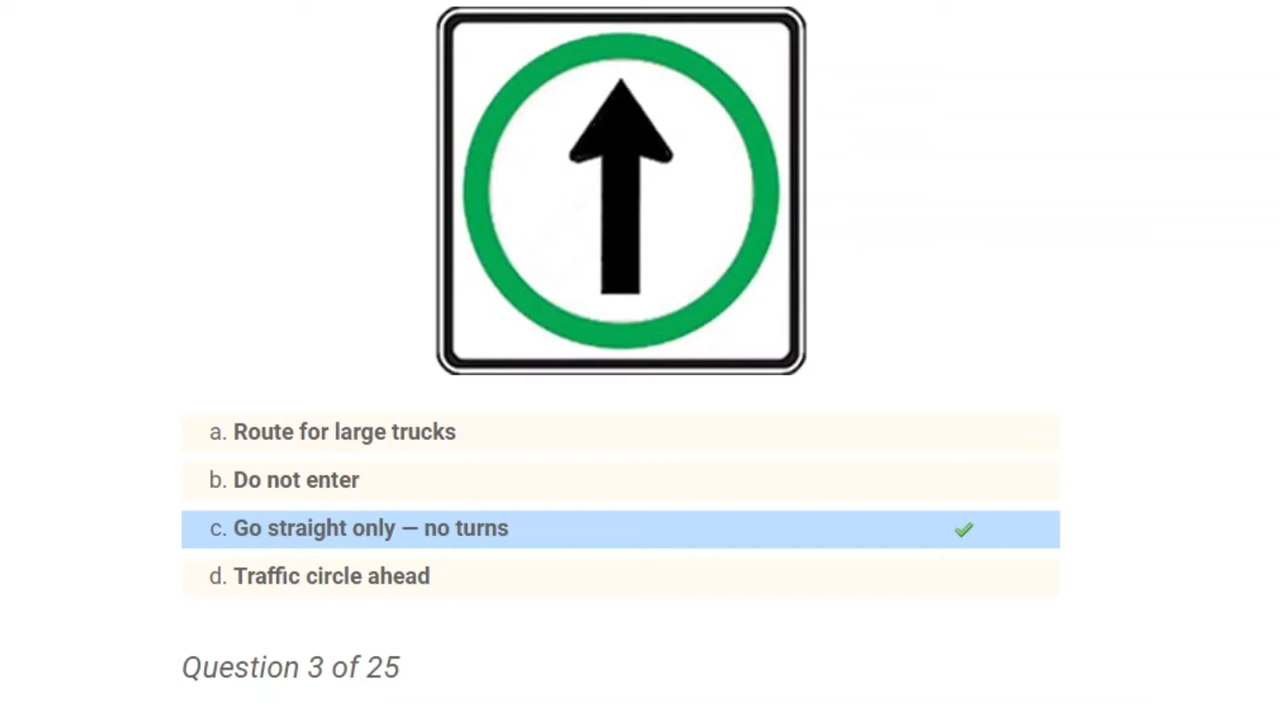 a. Route for large trucks
b. Do not enter
c. Go straight only — no turns
d. Traffic circle ahead
Question 3 of 25